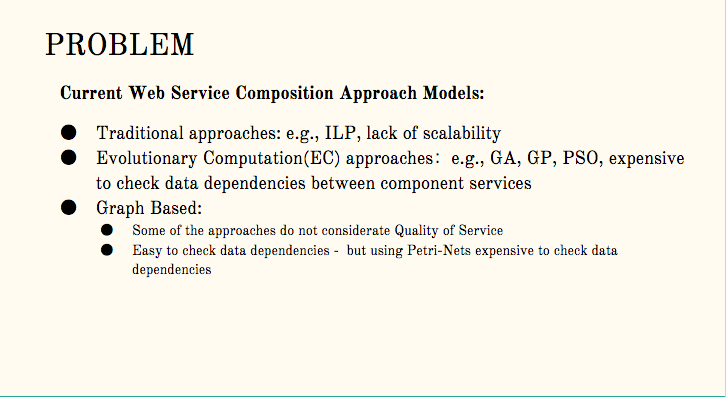 PROBLEM
Current Web Service Composition Approach Models:
● Traditional approaches: e.g., ILP, lack of scalability
● Evolutionary Computation(EC) approaches： e.g., GA, GP, PSO, expensive
to check data dependencies between component services
● Graph Based:
● Some of the approaches do not considerate Quality of Service
● Easy to check data dependencies - but using Petri-Nets expensive to check data
dependencies